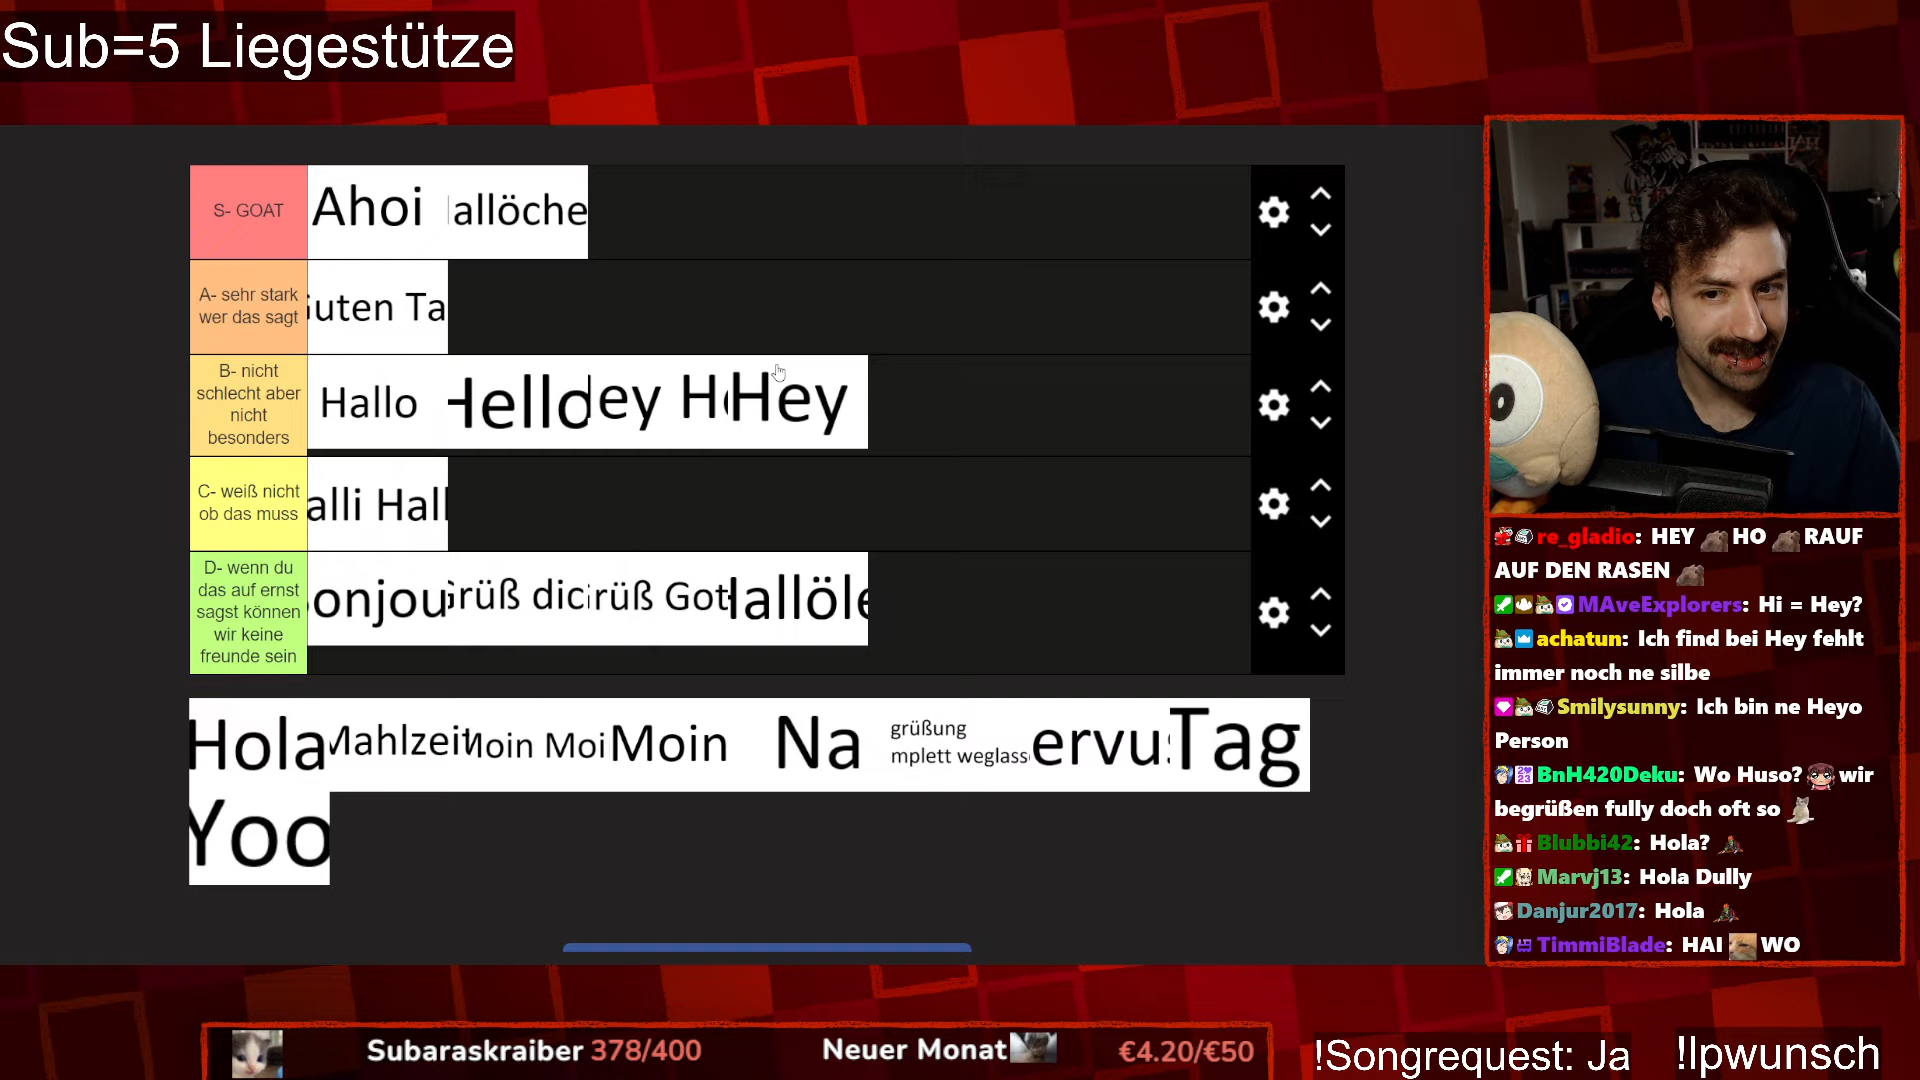 Sub=5 Liegestütze
S- GOAT
Ahoi
allöche
A- sehr stark
wer das sagt
uten Ta
B- nicht
schlecht aber
nicht
besonders
Hallo
Hello
ey H
Hey
C- weiß nicht
ob das muss
alli Hall
D- wenn du
das auf ernst
sagst können
wir keine
freunde sein
onjou
rüß dic
rüß Got
Hallöle
Hola
Mahlzeit
Moin Moi
Moin
Na
grüßung
mplett weglass
ervus
Tag
Yoo
re_gladio: HEY HO RAUF
AUF DEN RASEN
MAveExplorers: Hi = Hey?
achatun: Ich find bei Hey fehlt
immer noch ne silbe
Smilysunny: Ich bin ne Heyo
Person
BnH420Deku: Wo Huso? wir
begrüßen fully doch oft so
Blubbi42: Hola?
Marvj13: Hola Dully
Danjur2017: Hola
TimmiBlade: HAI WO
Subaraskraiber 378/400
Neuer Monat €4.20/€50
!Songrequest: Ja
!lpwunsch